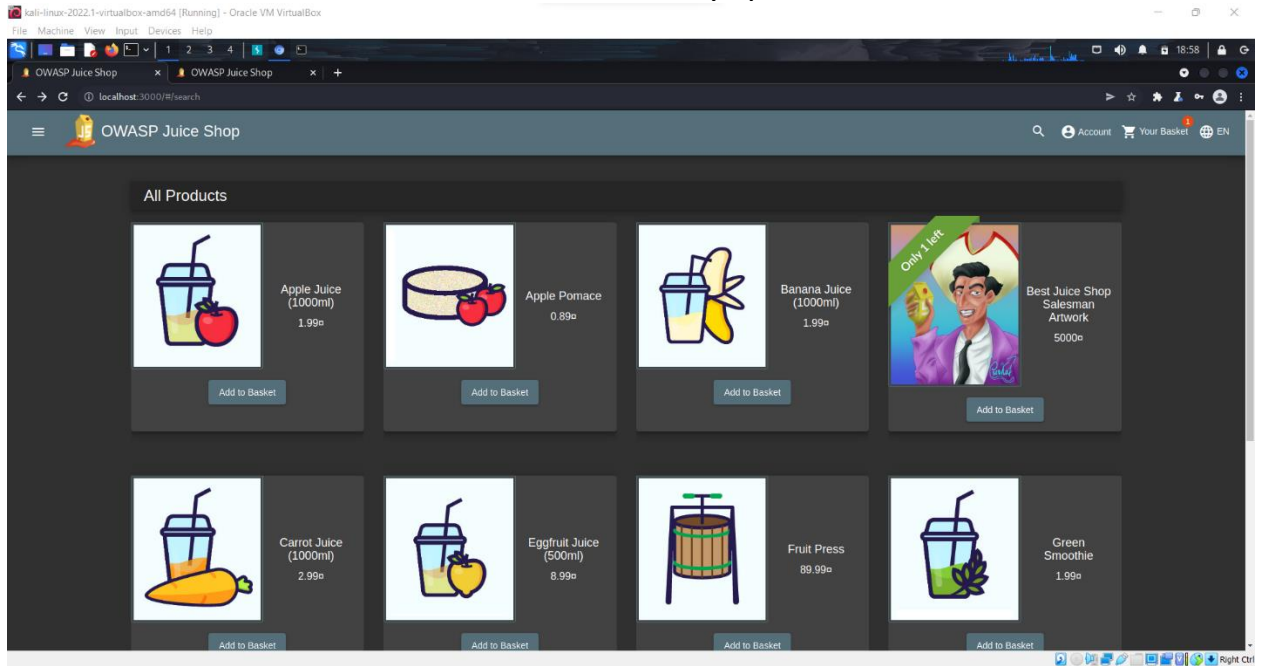 kali-linux-2022.1-virtualbox-amd64 [Running] - Oracle VM VirtualBox
File Machine View Input Devices Help
1 2 3 4 18:58
OWASP Juice Shop OWASP Juice Shop
localhost:3000/#/search
OWASP Juice Shop Account Your Basket 1 EN
All Products
Apple Juice
(1000ml)
1.99¤
Add to Basket
Apple Pomace
0.89¤
Add to Basket
Banana Juice
(1000ml)
1.99¤
Add to Basket
Only 1 left
Best Juice Shop
Salesman
Artwork
5000¤
Add to Basket
Carrot Juice
(1000ml)
2.99¤
Add to Basket
Eggfruit Juice
(500ml)
8.99¤
Add to Basket
Fruit Press
89.99¤
Add to Basket
Green
Smoothie
1.99¤
Add to Basket
Right Ctrl